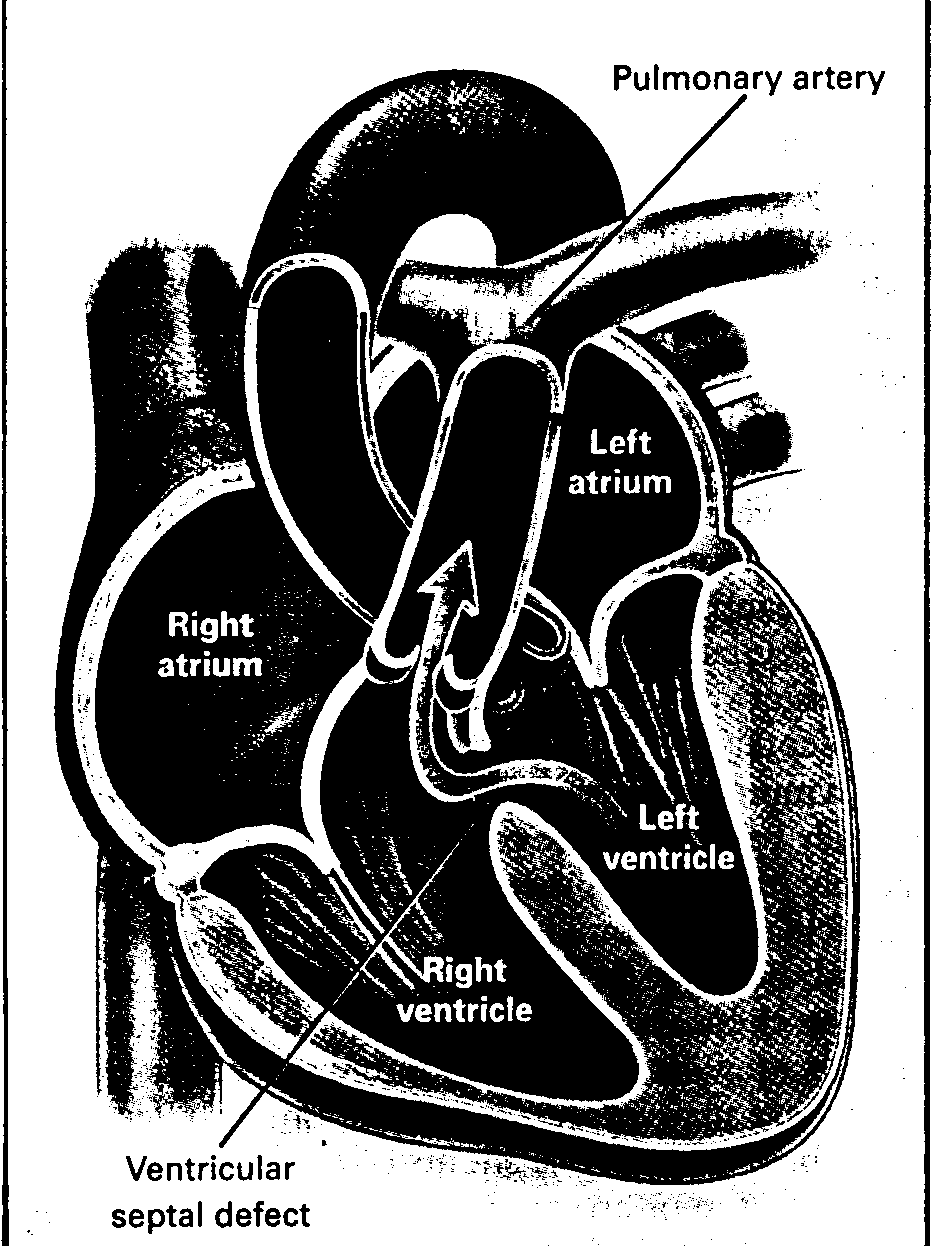 Pulmonary artery
Left
atrium
Right
atrium
Left
ventricle
Right
ventricle
Ventricular
septal defect